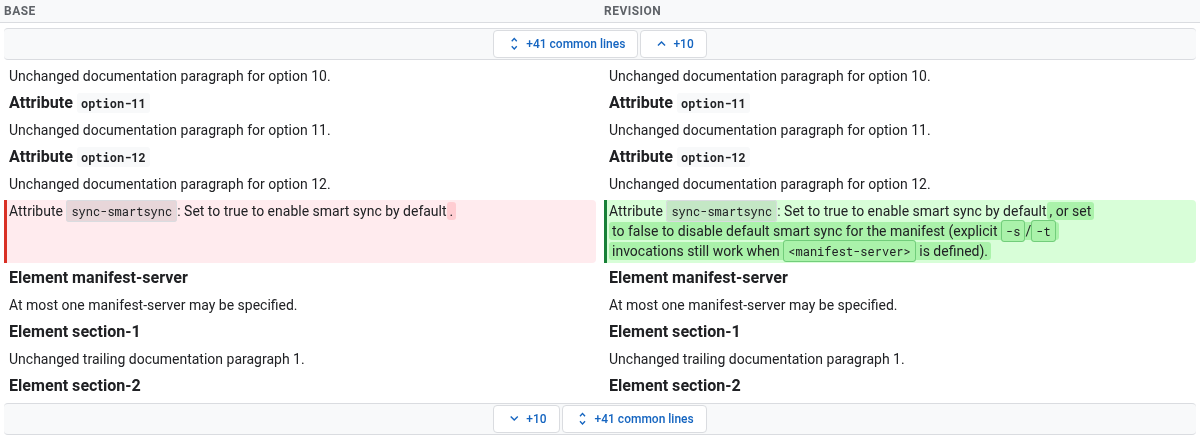 BASE REVISION
+41 common lines +10
Unchanged documentation paragraph for option 10. Unchanged documentation paragraph for option 10.
Attribute option-11 Attribute option-11
Unchanged documentation paragraph for option 11. Unchanged documentation paragraph for option 11.
Attribute option-12 Attribute option-12
Unchanged documentation paragraph for option 12. Unchanged documentation paragraph for option 12.
Attribute sync-smartsync: Set to true to enable smart sync by default. Attribute sync-smartsync: Set to true to enable smart sync by default, or set
to false to disable default smart sync for the manifest (explicit -s/-t
invocations still work when <manifest-server> is defined).
Element manifest-server Element manifest-server
At most one manifest-server may be specified. At most one manifest-server may be specified.
Element section-1 Element section-1
Unchanged trailing documentation paragraph 1. Unchanged trailing documentation paragraph 1.
Element section-2 Element section-2
+10 +41 common lines